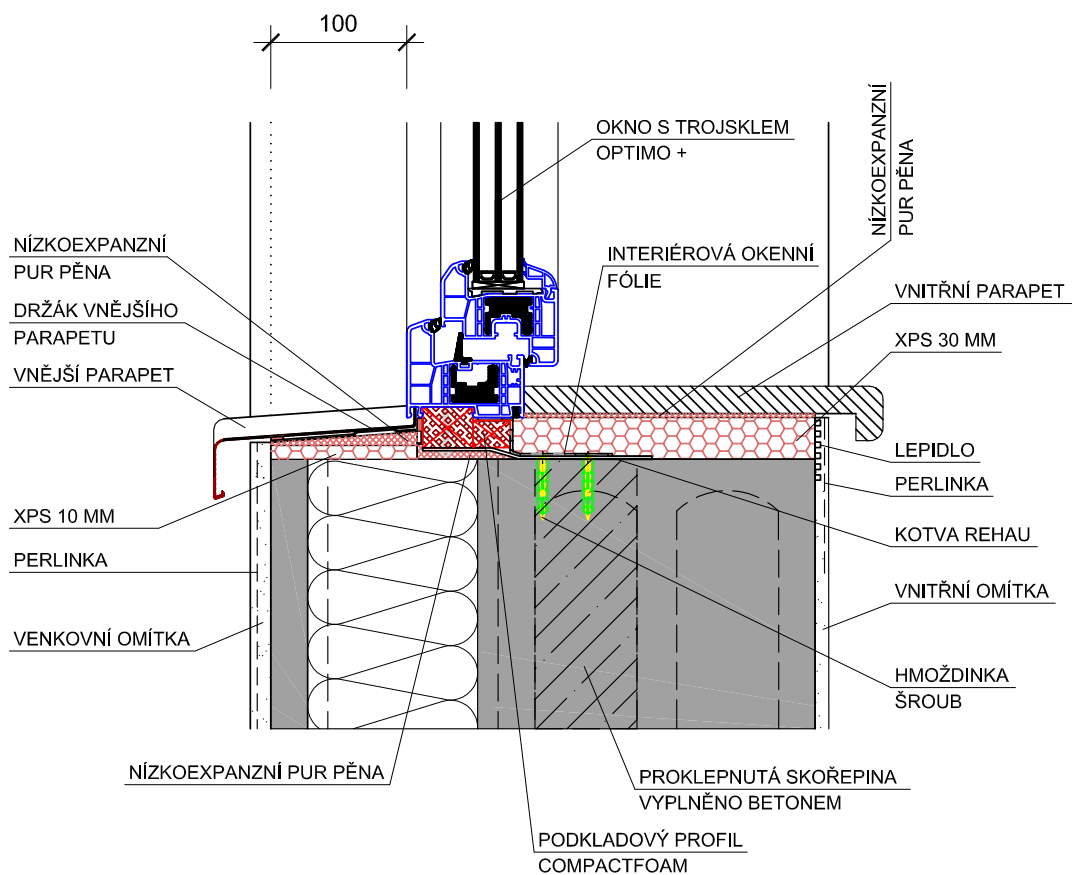 100
OKNO S TROJSKLEM
OPTIMO +
NÍZKOEXPANZNÍ
PUR PĚNA
NÍZKOEXPANZNÍ
PUR PĚNA
DRŽÁK VNĚJŠÍHO
PARAPETU
VNĚJŠÍ PARAPET
INTERIÉROVÁ OKENNÍ
FÓLIE
VNITŘNÍ PARAPET
XPS 30 MM
LEPIDLO
PERLINKA
XPS 10 MM
PERLINKA
VENKOVNÍ OMÍTKA
KOTVA REHAU
VNITŘNÍ OMÍTKA
HMOŽDINKA
ŠROUB
NÍZKOEXPANZNÍ PUR PĚNA
PROKLEPNUTÁ SKOŘEPINA
VYPLNĚNO BETONEM
PODKLADOVÝ PROFIL
COMPACTFOAM